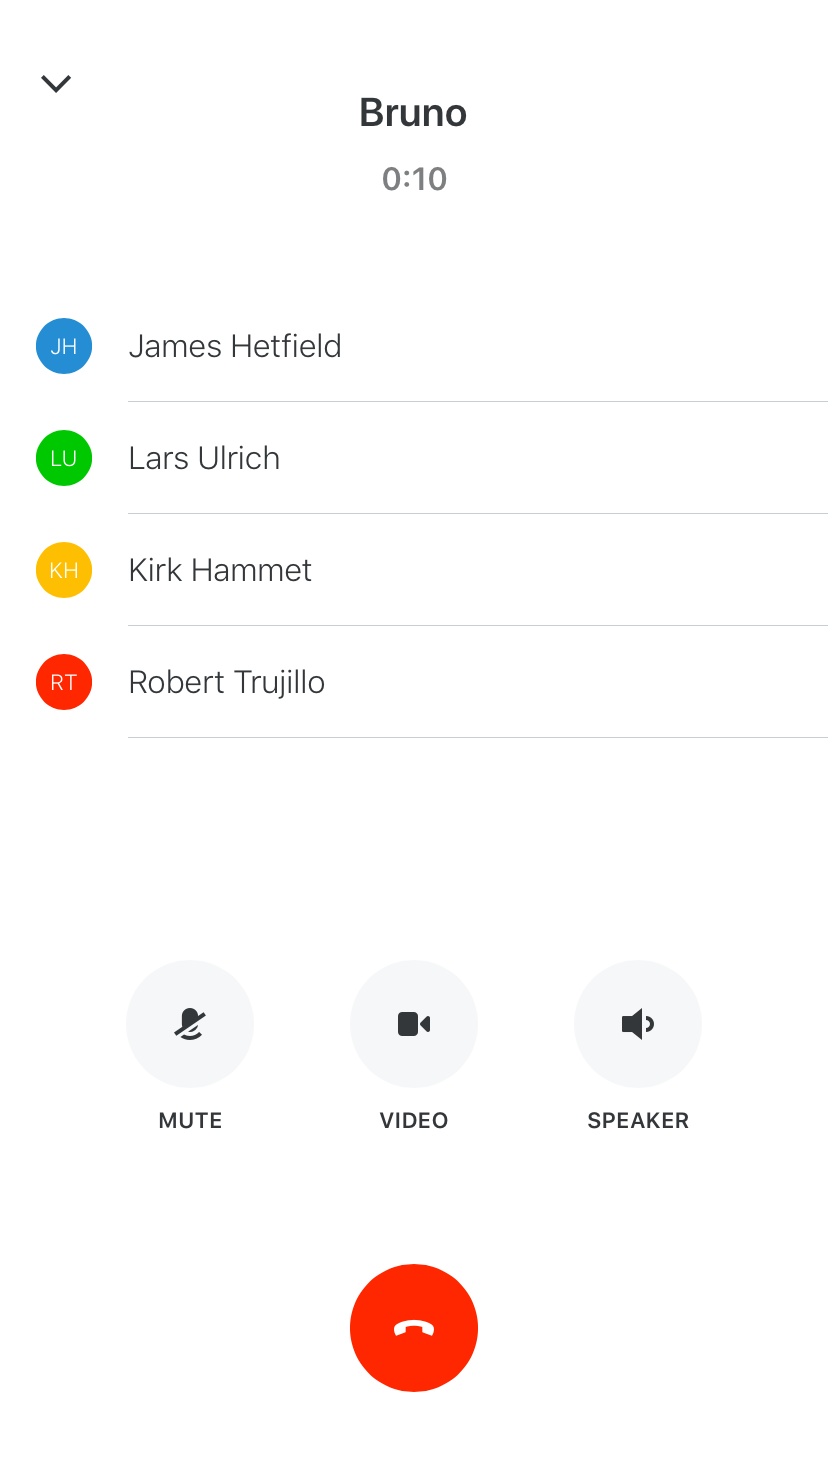 Bruno
0:10
JH James Hetfield
LU Lars Ulrich
KH Kirk Hammet
RT Robert Trujillo
MUTE VIDEO SPEAKER